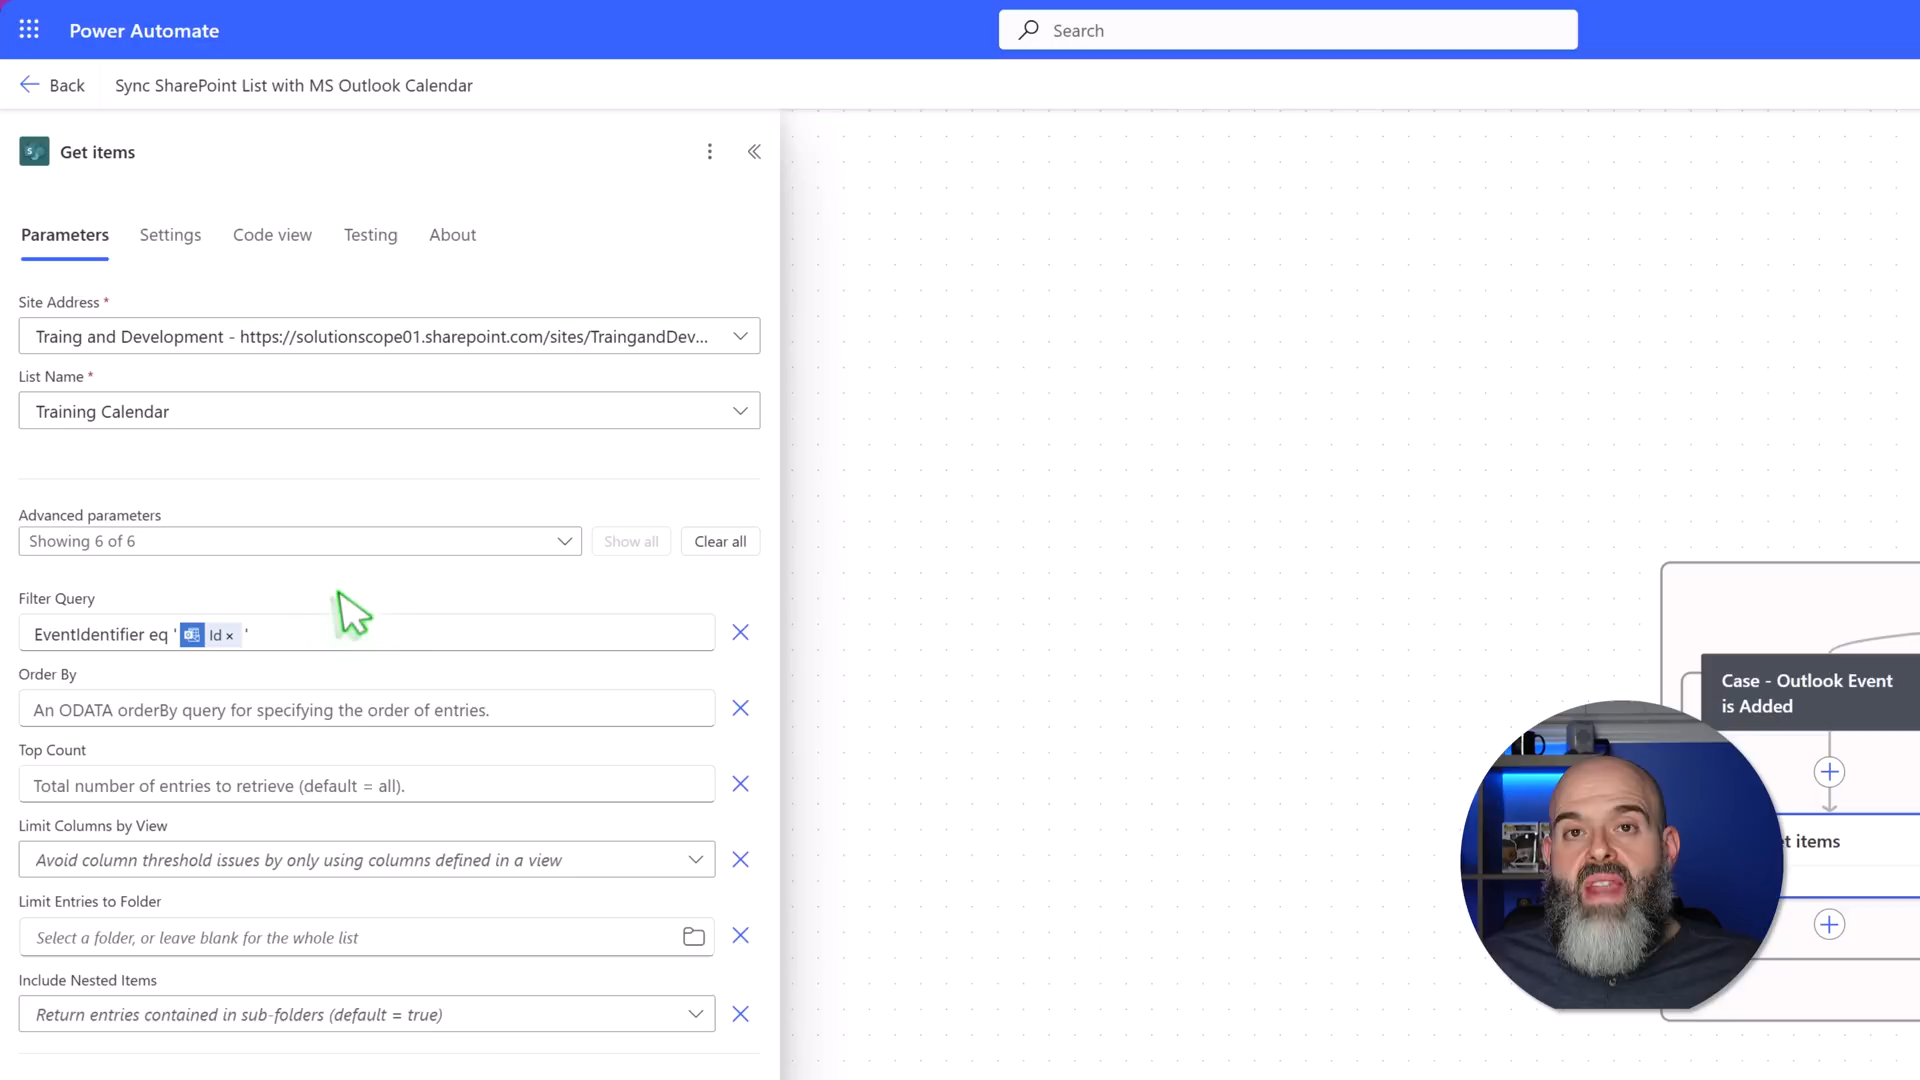 Power Automate
Search
Back
Sync SharePoint List with MS Outlook Calendar
Get items
Parameters
Settings
Code view
Testing
About
Site Address *
Traing and Development - https://solutionscope01.sharepoint.com/sites/TraingandDev...
List Name *
Training Calendar
Advanced parameters
Showing 6 of 6
Show all
Clear all
Filter Query
EventIdentifier eq ' Id × '
Order By
An ODATA orderBy query for specifying the order of entries.
Top Count
Total number of entries to retrieve (default = all).
Limit Columns by View
Avoid column threshold issues by only using columns defined in a view
Limit Entries to Folder
Select a folder, or leave blank for the whole list
Include Nested Items
Return entries contained in sub-folders (default = true)
Case - Outlook Event
is Added
t items